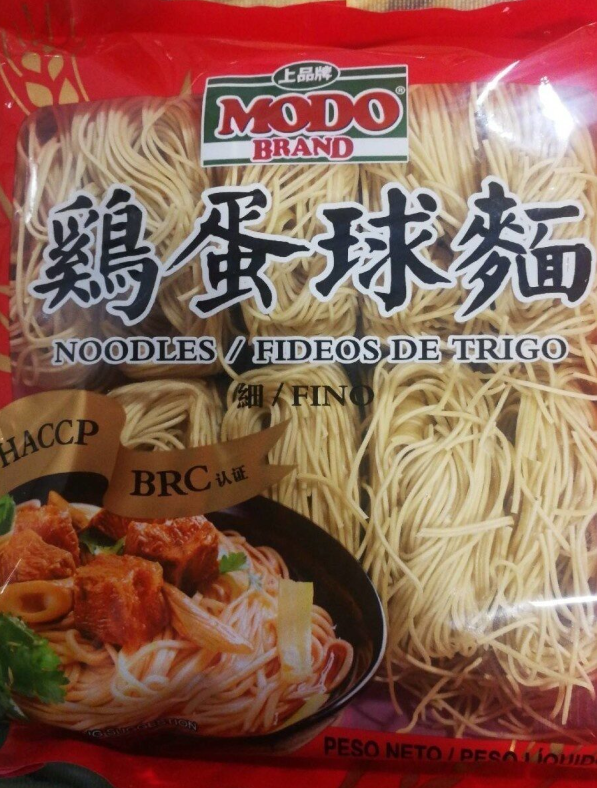 上品牌
MODO®
BRAND
鷄蛋球麵
NOODLES / FIDEOS DE TRIGO
細 / FINO
HACCP
BRC 认证
PESO NETO / PESO LÍQUID